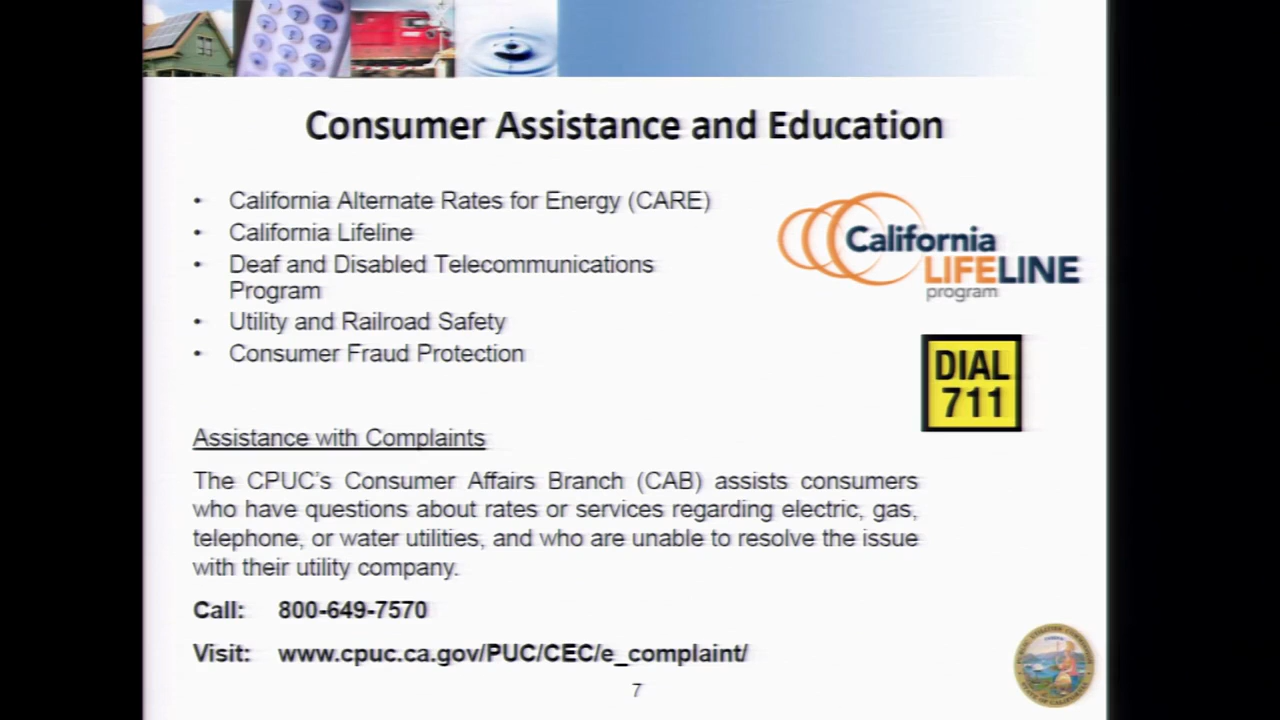 Consumer Assistance and Education
• California Alternate Rates for Energy (CARE)
• California Lifeline
• Deaf and Disabled Telecommunications
Program
• Utility and Railroad Safety
• Consumer Fraud Protection
California
LIFELINE
program
DIAL
711
Assistance with Complaints
The CPUC's Consumer Affairs Branch (CAB) assists consumers
who have questions about rates or services regarding electric, gas,
telephone, or water utilities, and who are unable to resolve the issue
with their utility company.
Call: 800-649-7570
Visit: www.cpuc.ca.gov/PUC/CEC/e_complaint/
7